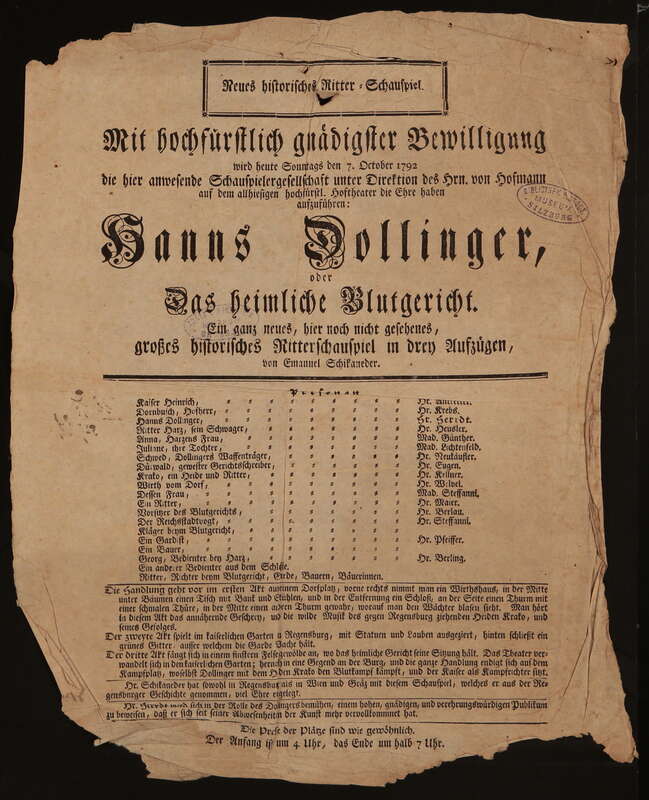 Neues historisches Ritter-Schauspiel.
Mit hochfürstlich gnädigster Bewilligung
wird heute Sonntags den 7. October 1792
die hier anwesende Schauspielergesellschaft unter Direktion des Hrn. von Hofmann
auf dem allhiesigen hochfürstl. Hoftheater die Ehre haben
aufzuführen:
MUSEUM
SALZBURG
Hanns Dollinger,
oder
Das heimliche Blutgericht.
Ein ganz neues, hier noch nicht gesehenes,
großes historisches Ritterschauspiel in drey Aufzügen,
von Emanuel Schikaneder.
Personen
Kaiser Heinrich,
Dornbusch, Hofherr, Hr. Krebs.
Hanns Dollinger, Hr. Herdt.
Ritter Harz, sein Schwager, Hr. Heusler.
Anna, Harzens Frau, Mad. Günther.
Juliane, ihre Tochter, Mad. Lichtenfeld.
Schwed, Dollingers Waffenträger, Hr. Neukäufler.
gewester Gerichtsschreiber, Hr. Eugen.
Krako, ein Heide und Ritter, Hr. Kellner.
Wirth vom Dorf, Hr.
Dessen Frau, Mad. Steffanni.
Ein Ritter, Hr. Maier.
Vorsitzer des Blutgerichts, Hr. Berlau.
Der Reichsstadtvogt, Hr. Steffanni.
Kläger beym Blutgericht,
Ein Gardist, Hr. Pfeiffer.
Ein Bauer,
Georg, Bedienter bey Harz, Hr. Berling.
Ein anderer Bedienter aus dem Schloße.
Ritter, Richter beym Blutgericht, Garde, Bauern, Bäuerinnen.
Die Handlung geht vor im ersten Akt auf einem Dorfplatz, vorne rechts nimmt man ein Wirthshaus, in der Mitte
unter Bäumen einen Tisch mit Bank und Stühlen, und in der Entfernung ein Schloß, an der Seite einen Thurm mit
einer schmalen Thüre, in der Mitte einen andern Thurm gewahr, worauf man den Wächter blasen sieht. Man hört
in diesem Akt das annähernde Geschrey, und die wilde Musik des gegen Regensburg ziehenden Heiden Krako, und
seines Gefolges.
Der zweyte Akt spielt im kaiserlichen Garten zu Regensburg, mit Statuen und Lauben ausgeziert, hinten schließt ein
grünes Gitter, ausser welchem die Garde Wacht hält.
Der dritte Akt fängt sich in einem finstern Felsgewölbe an, wo das heimliche Gericht seine Sitzung hält. Das Theater ver-
wandelt sich in den kaiserlichen Garten; hernach in eine Gegend an der Burg, und die ganze Handlung endigt sich auf dem
Kampfplatz, woselbst Dollinger mit dem Heiden Krako den Blutkampf kämpft, und der Kaiser als Kampfrichter sitzt.
Hr. Schikaneder hat sowohl in Regensburg als in Wien und Gräz mit diesem Schauspiel, welches er aus der Re-
gensburger Geschichte genommen, viel Ehre eingelegt.
Hr. Herdt wird sich in der Rolle des Dollingers bemühen, einem hohen, gnädigen, und verehrungswürdigen Publikum
zu beweisen, daß er sich seit seiner Abwesenheit in der Kunst mehr vervollkommnet hat.
Die Preise der Plätze sind wie gewöhnlich.
Der Anfang ist um 4 Uhr, das Ende um halb 7 Uhr.